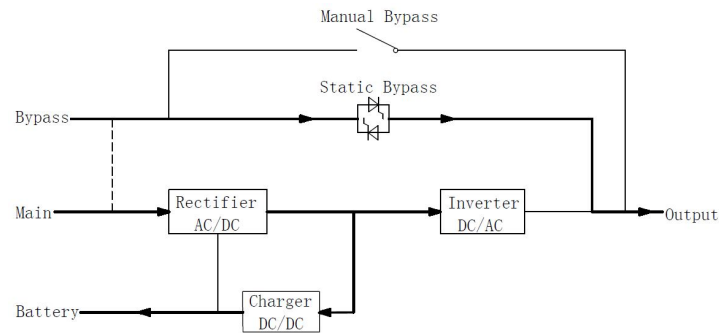 Manual Bypass
Static Bypass
Bypass
Main
Rectifier
AC/DC
Inverter
DC/AC
Output
Battery
Charger
DC/DC